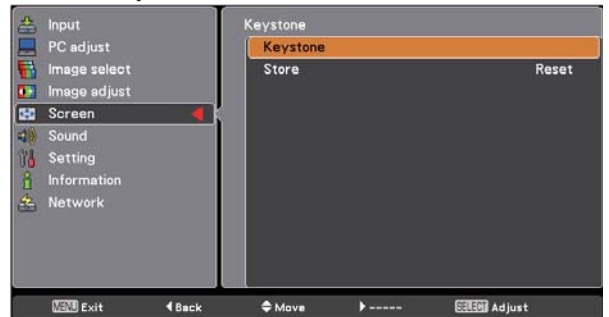 Input
PC adjust
Image select
Image adjust
Screen
Sound
Setting
Information
Network
Keystone
Keystone
Store Reset
MENU Exit Back Move ----- SELECT Adjust